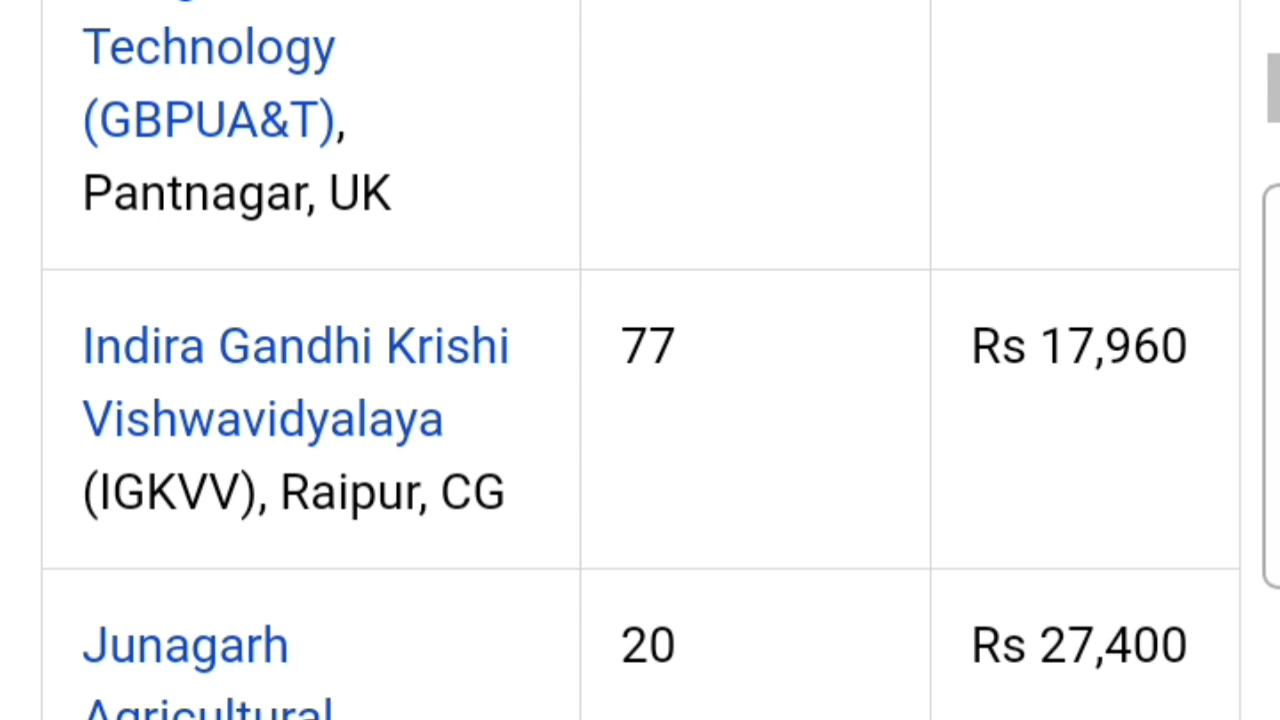 Technology
(GBPUA&T),
Pantnagar, UK
Indira Gandhi Krishi 77 Rs 17,960
Vishwavidyalaya
(IGKVV), Raipur, CG
Junagarh 20 Rs 27,400
Agricultural